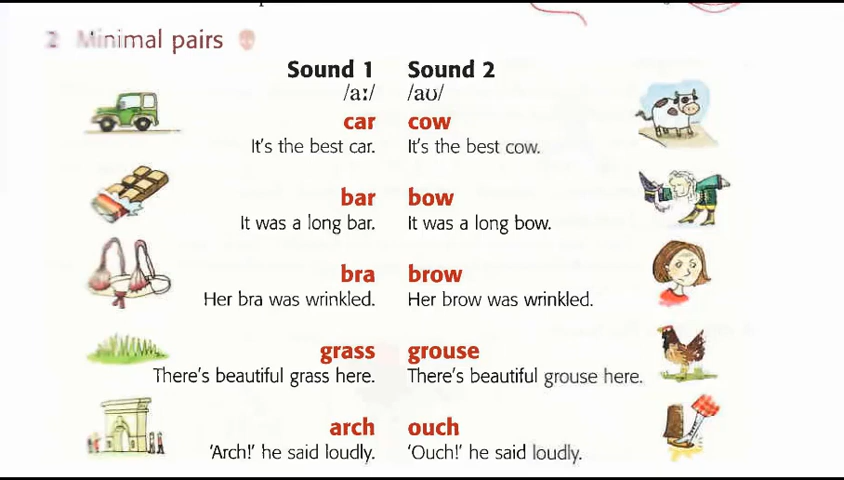 2 Minimal pairs
Sound 1 Sound 2
/aː/ /aʊ/
car cow
It's the best car. It's the best cow.
bar bow
It was a long bar. It was a long bow.
bra brow
Her bra was wrinkled. Her brow was wrinkled.
grass grouse
There's beautiful grass here. There's beautiful grouse here.
arch ouch
'Arch!' he said loudly. 'Ouch!' he said loudly.